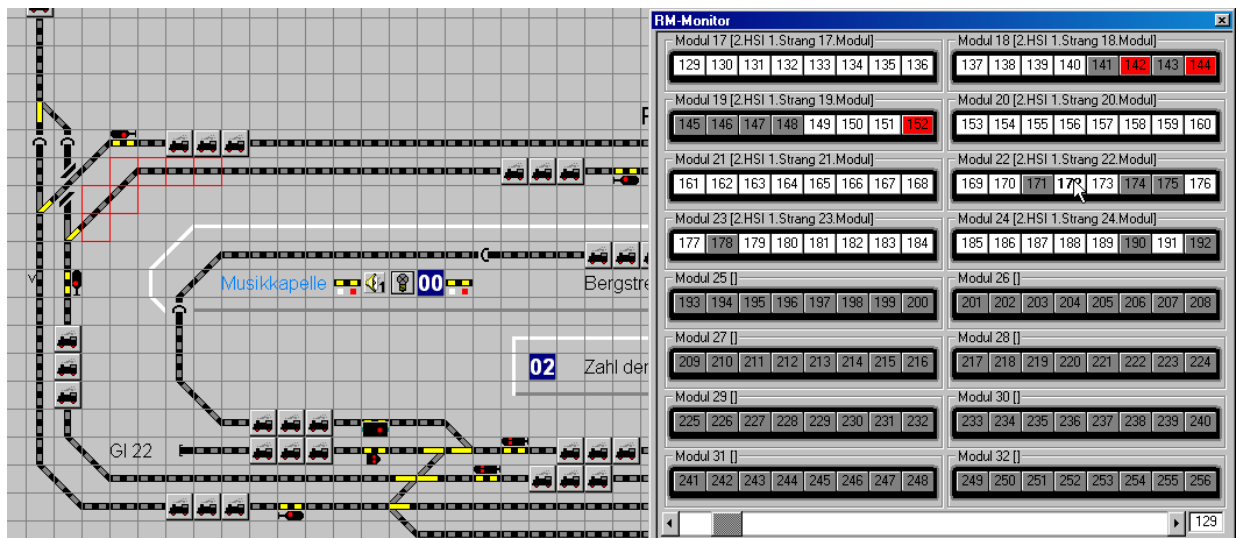 RM-Monitor
Modul 17 [2.HSI 1.Strang 17.Modul]
129 130 131 132 133 134 135 136
Modul 18 [2.HSI 1.Strang 18.Modul]
137 138 139 140 141 142 143 144
Modul 19 [2.HSI 1.Strang 19.Modul]
145 146 147 148 149 150 151 152
Modul 20 [2.HSI 1.Strang 20.Modul]
153 154 155 156 157 158 159 160
Modul 21 [2.HSI 1.Strang 21.Modul]
161 162 163 164 165 166 167 168
Modul 22 [2.HSI 1.Strang 22.Modul]
169 170 171 172 173 174 175 176
Modul 23 [2.HSI 1.Strang 23.Modul]
177 178 179 180 181 182 183 184
Modul 24 [2.HSI 1.Strang 24.Modul]
185 186 187 188 189 190 191 192
Modul 25 []
193 194 195 196 197 198 199 200
Modul 26 []
201 202 203 204 205 206 207 208
Modul 27 []
209 210 211 212 213 214 215 216
Modul 28 []
217 218 219 220 221 222 223 224
Modul 29 []
225 226 227 228 229 230 231 232
Modul 30 []
233 234 235 236 237 238 239 240
Modul 31 []
241 242 243 244 245 246 247 248
Modul 32 []
249 250 251 252 253 254 255 256
129
Musikkapelle 1 00 Bergstre
02 Zahl der
Gl 22